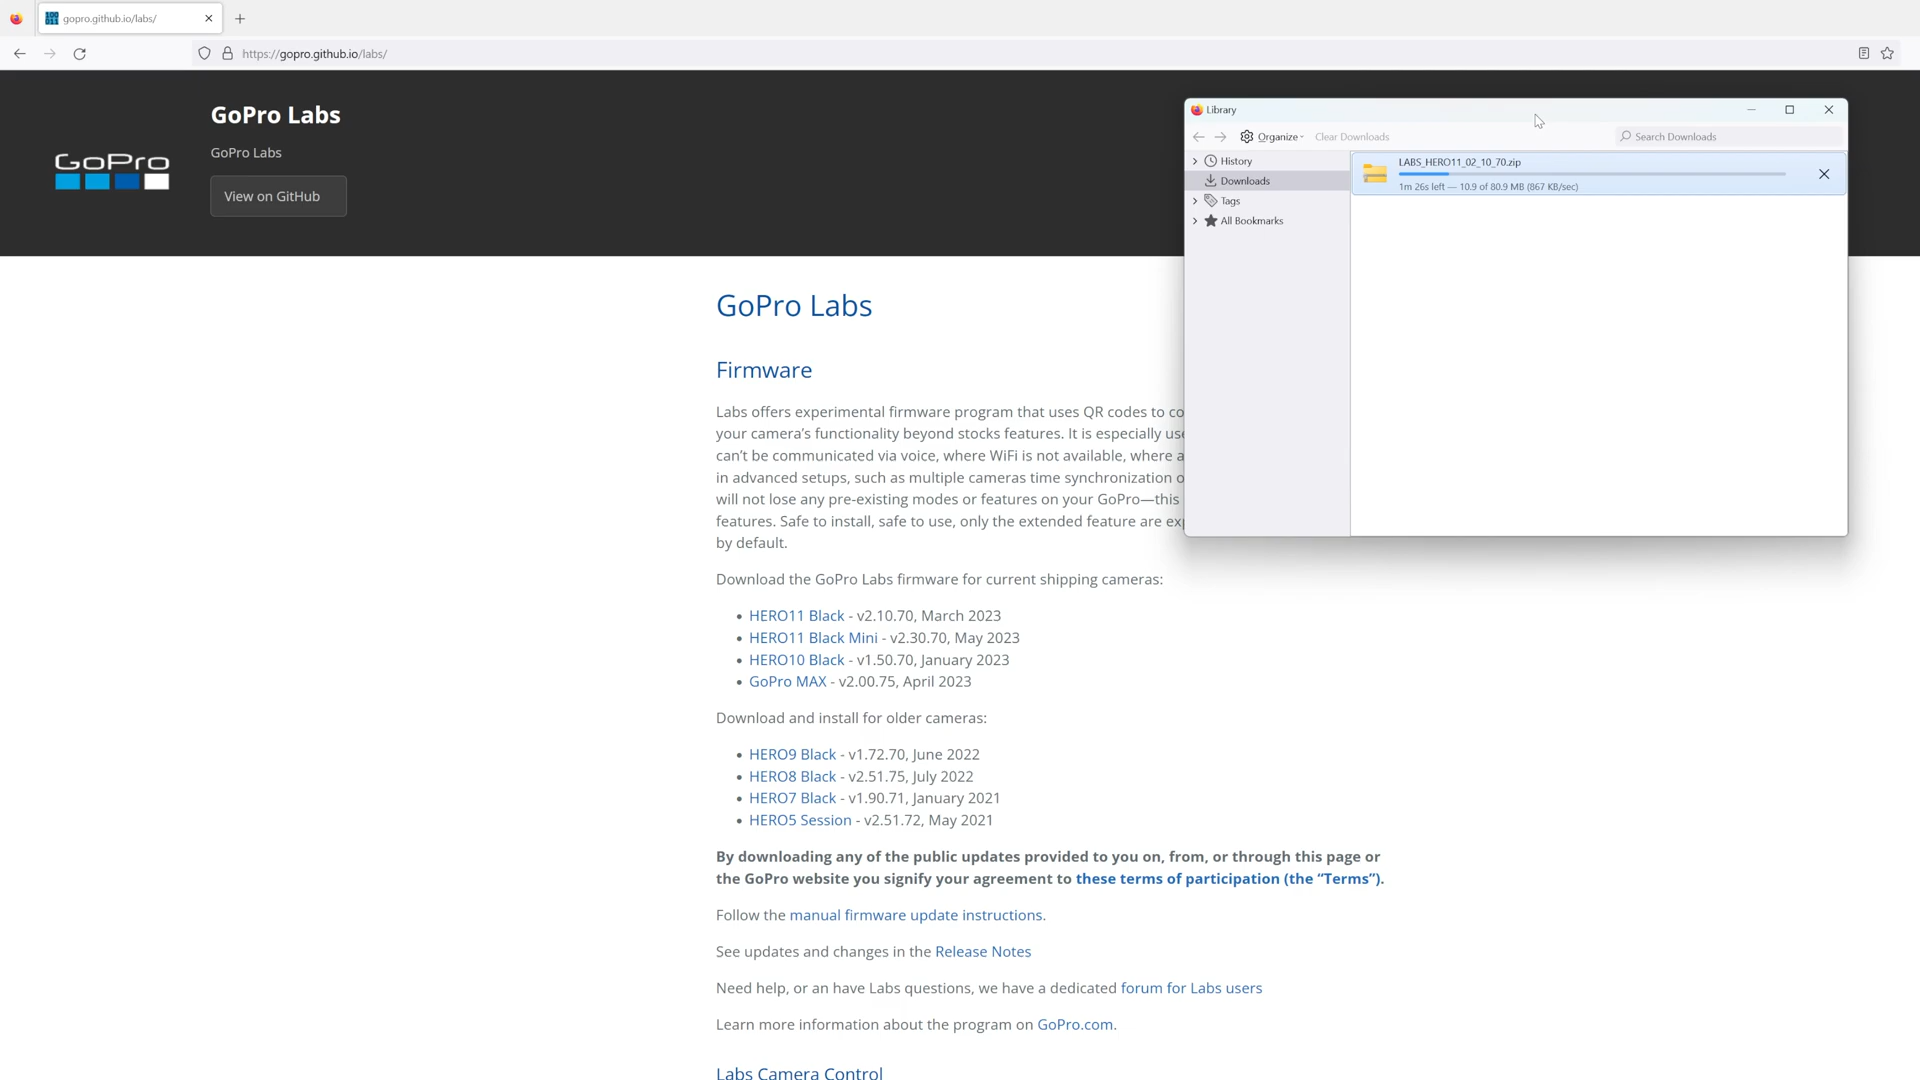 gopro.github.io/labs/
https://gopro.github.io/labs/
GoPro Labs
GoPro Labs
GoPro
View on GitHub
Library
Organize
Clear Downloads
Search Downloads
History
Downloads
Tags
All Bookmarks
LABS_HERO11_02_10_70.zip
1m 26s left — 10.9 of 80.9 MB (867 KB/sec)
GoPro Labs
Firmware
Labs offers experimental firmware program that uses QR codes to
your camera’s functionality beyond stocks features. It is especially
can’t be communicated via voice, where WiFi is not available, where
in advanced setups, such as multiple cameras time synchronization
will not lose any pre-existing modes or features on your GoPro—this
features. Safe to install, safe to use, only the extended feature are
by default.
Download the GoPro Labs firmware for current shipping cameras:
• HERO11 Black - v2.10.70, March 2023
• HERO11 Black Mini - v2.30.70, May 2023
• HERO10 Black - v1.50.70, January 2023
• GoPro MAX - v2.00.75, April 2023
Download and install for older cameras:
• HERO9 Black - v1.72.70, June 2022
• HERO8 Black - v2.51.75, July 2022
• HERO7 Black - v1.90.71, January 2021
• HERO5 Session - v2.51.72, May 2021
By downloading any of the public updates provided to you on, from, or through this page or
the GoPro website you signify your agreement to these terms of participation (the “Terms”).
Follow the manual firmware update instructions.
See updates and changes in the Release Notes
Need help, or an have Labs questions, we have a dedicated forum for Labs users
Learn more information about the program on GoPro.com.
Labs Camera Control